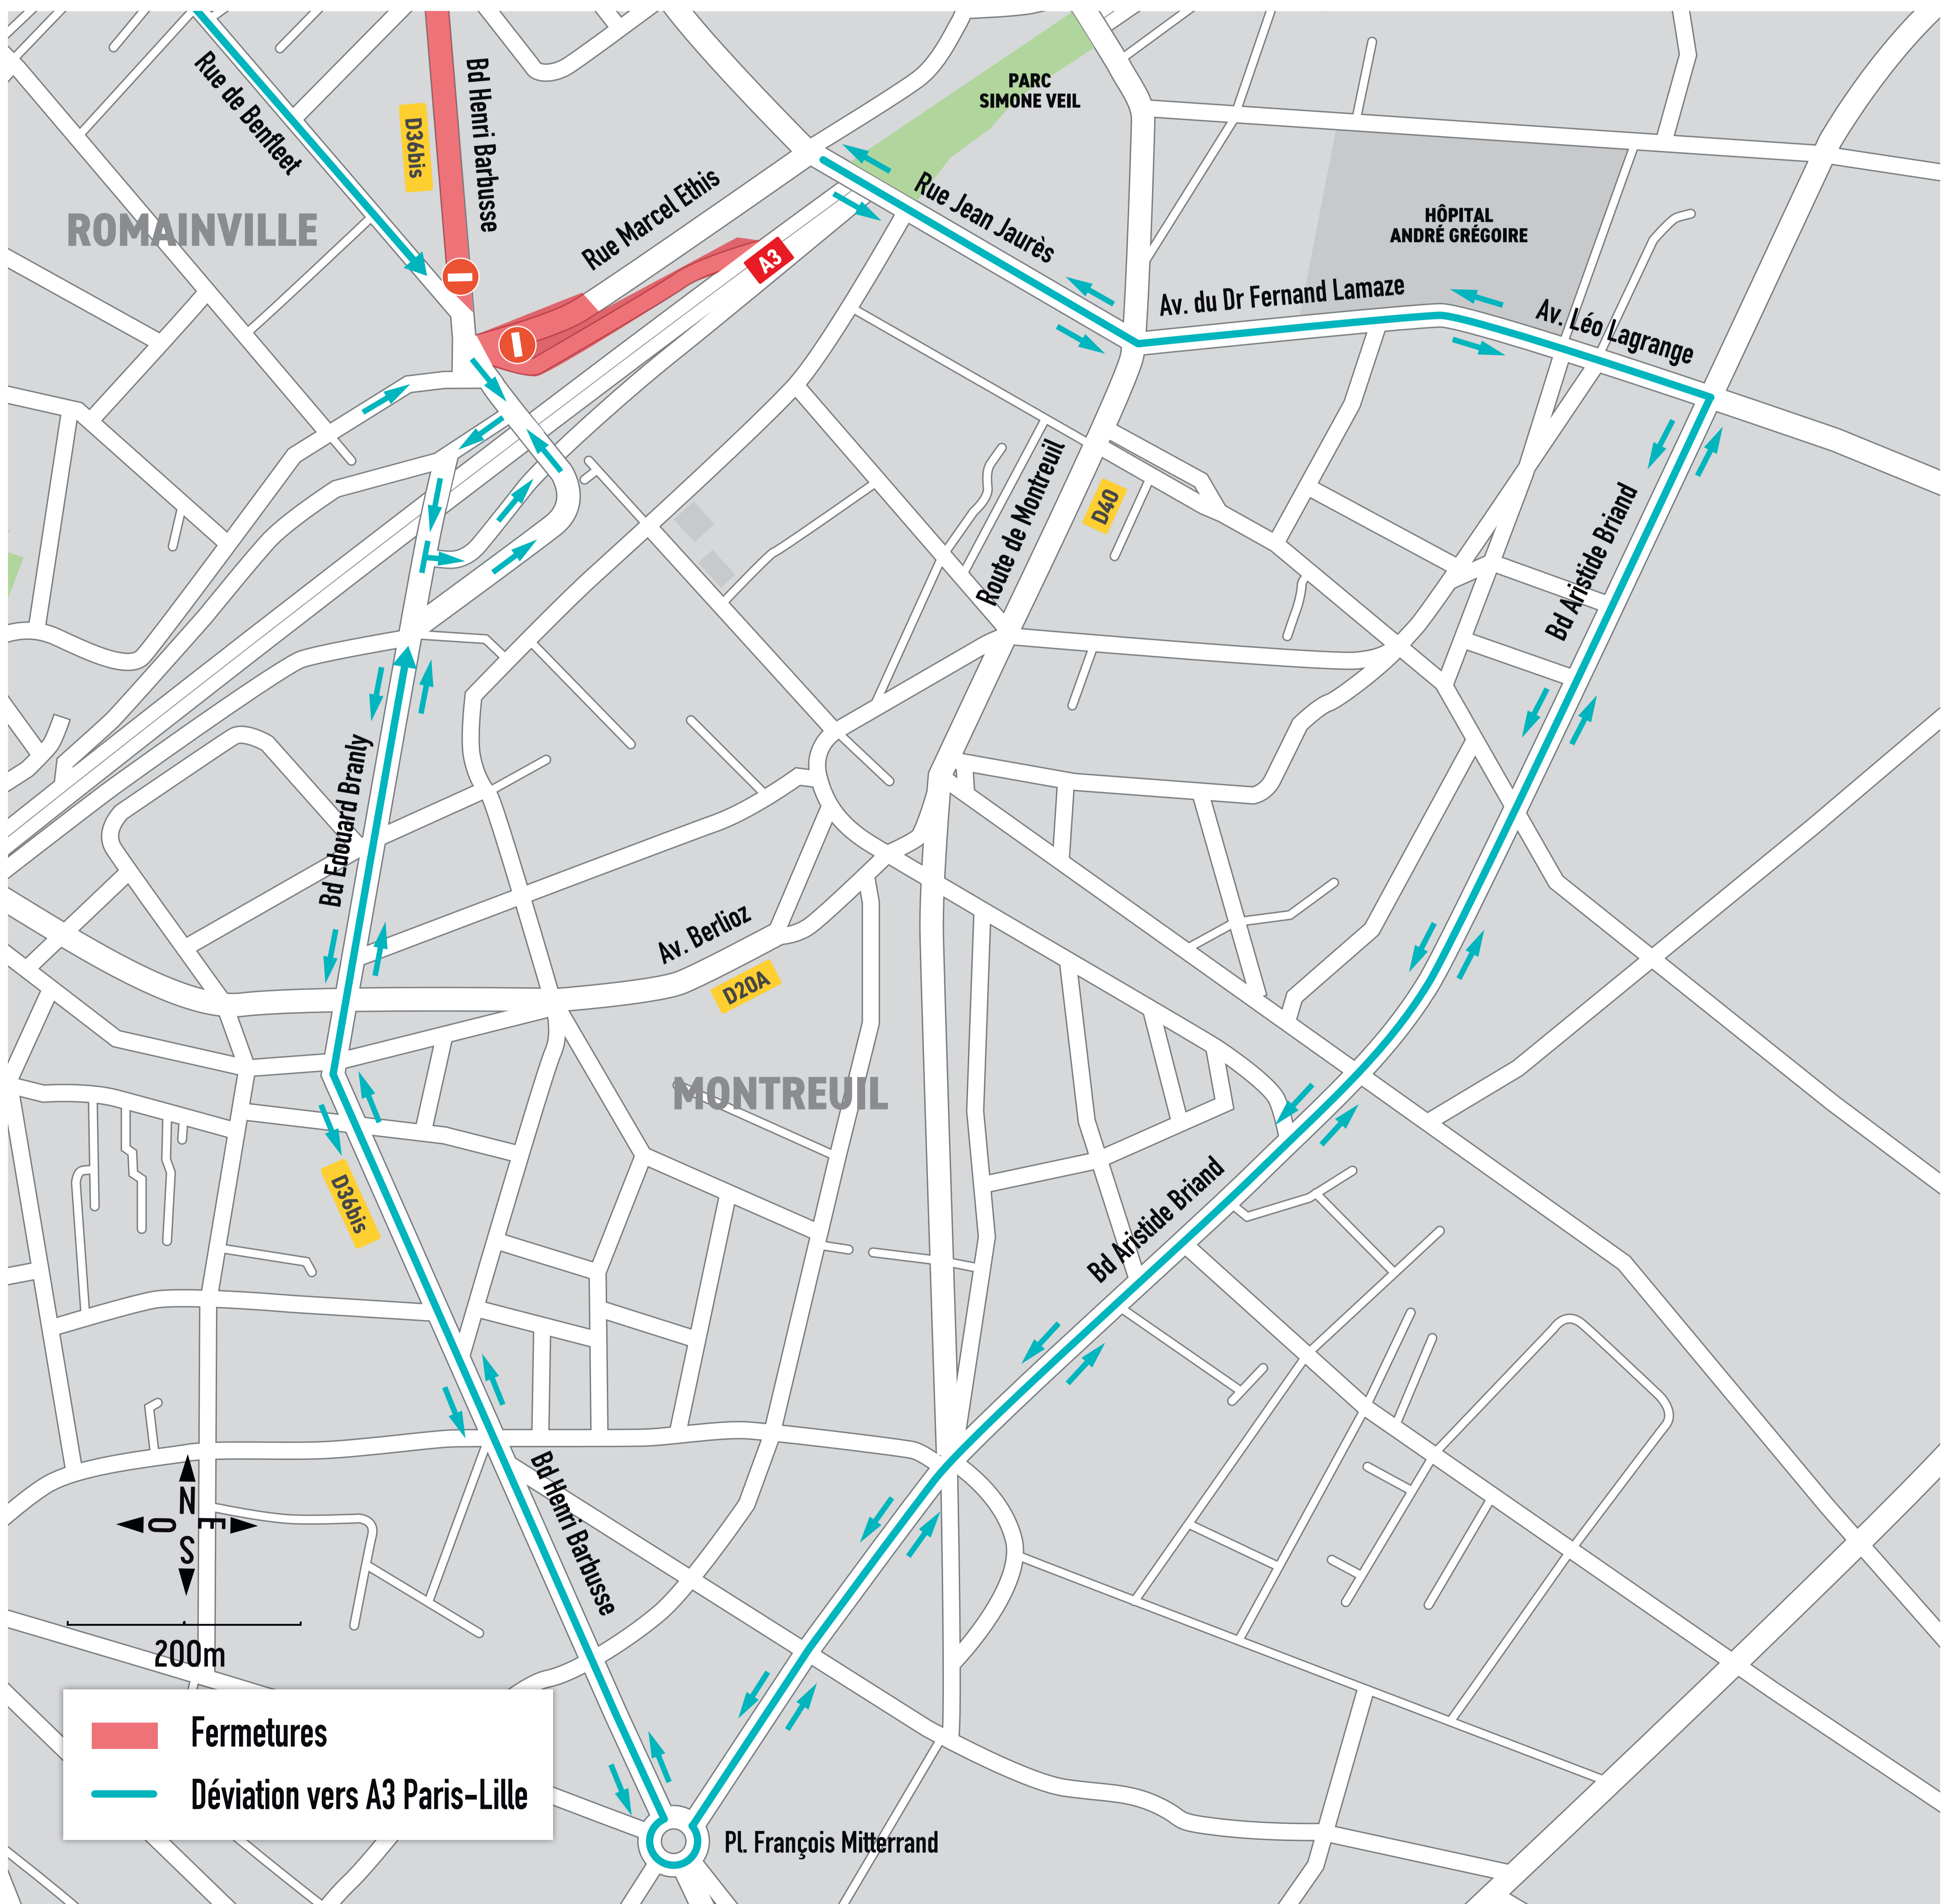 Rue de Benfleet
Bd Henri Barbusse
D36bis
PARC
SIMONE VEIL
ROMAINVILLE
Rue Marcel Ethis
A3
Rue Jean Jaurès
HÔPITAL
ANDRÉ GRÉGOIRE
Av. du Dr Fernand Lamaze
Av. Léo Lagrange
Route de Montreuil
D40
Bd Aristide Briand
Bd Edouard Branly
Av. Berlioz
D20A
MONTREUIL
D36bis
Bd Aristide Briand
Bd Henri Barbusse
N
O E
S
200m
Fermetures
Déviation vers A3 Paris-Lille
Pl. François Mitterrand